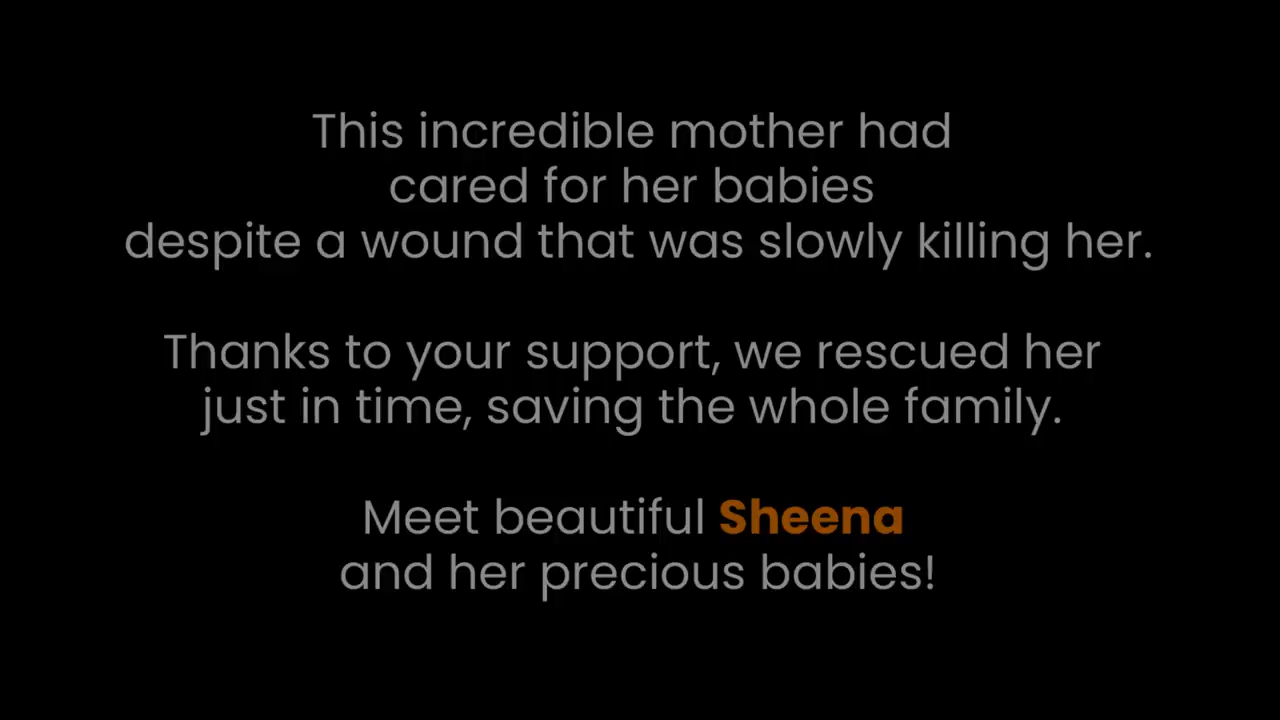 This incredible mother had
cared for her babies
despite a wound that was slowly killing her.
Thanks to your support, we rescued her
just in time, saving the whole family.
Meet beautiful Sheena
and her precious babies!